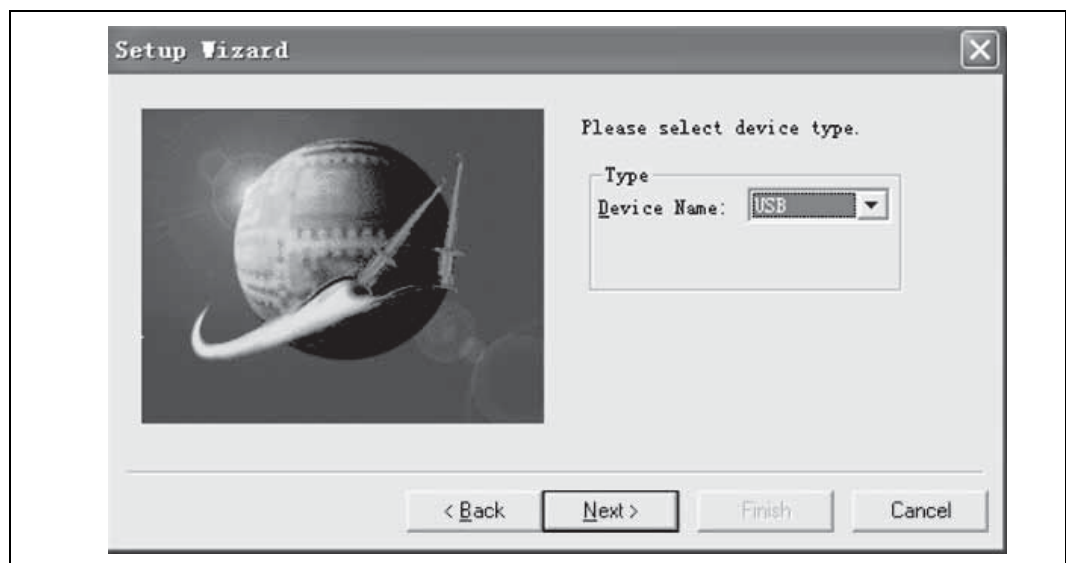 Setup Wizard
Please select device type.
Type
Device Name: USB
< Back Next > Finish Cancel